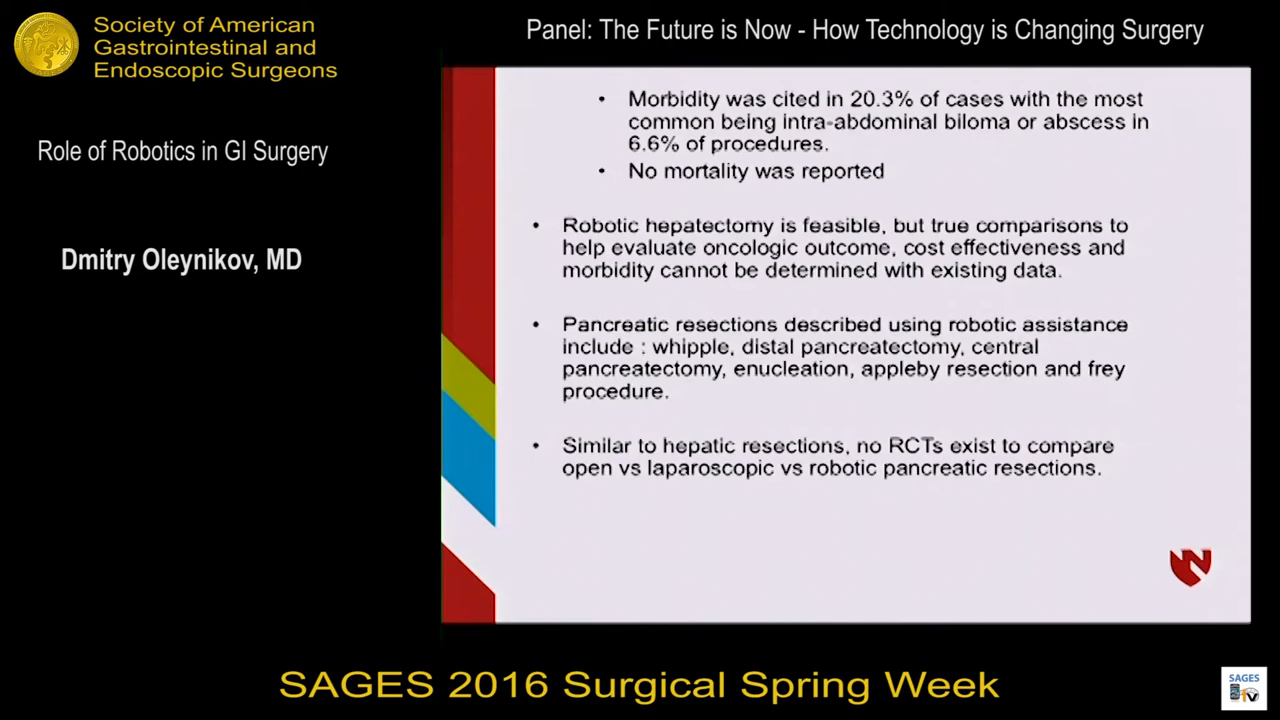 Society of American
Gastrointestinal and
Endoscopic Surgeons
Panel: The Future is Now - How Technology is Changing Surgery
Role of Robotics in GI Surgery
Dmitry Oleynikov, MD
• Morbidity was cited in 20.3% of cases with the most
common being intra-abdominal biloma or abscess in
6.6% of procedures.
• No mortality was reported
• Robotic hepatectomy is feasible, but true comparisons to
help evaluate oncologic outcome, cost effectiveness and
morbidity cannot be determined with existing data.
• Pancreatic resections described using robotic assistance
include : whipple, distal pancreatectomy, central
pancreatectomy, enucleation, appleby resection and frey
procedure.
• Similar to hepatic resections, no RCTs exist to compare
open vs laparoscopic vs robotic pancreatic resections.
N
SAGES 2016 Surgical Spring Week
SAGES
TV